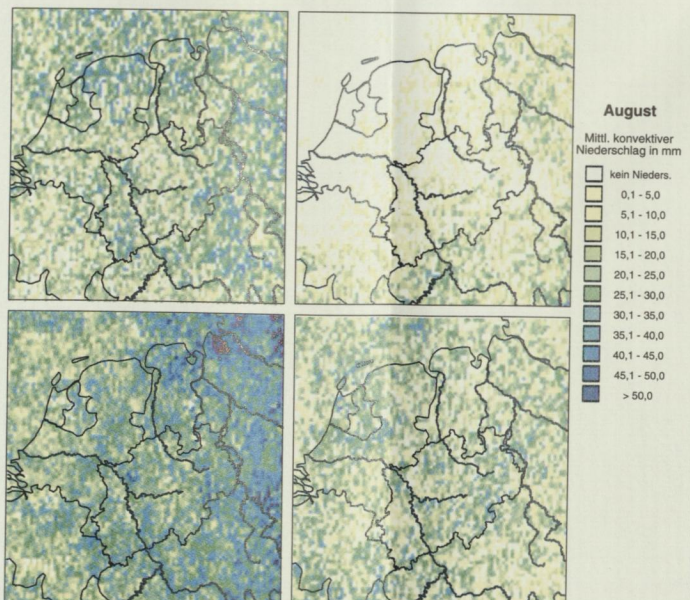 August
Mittl. konvektiver
Niederschlag in mm
kein Nieders.
0,1 - 5,0
5,1 - 10,0
10,1 - 15,0
15,1 - 20,0
20,1 - 25,0
25,1 - 30,0
30,1 - 35,0
35,1 - 40,0
40,1 - 45,0
45,1 - 50,0
> 50,0